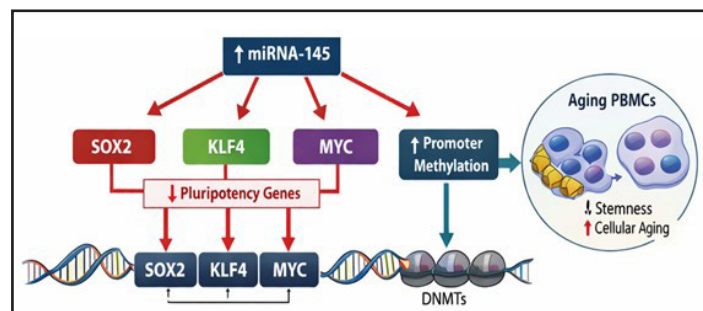 ↑ miRNA-145
SOX2
KLF4
MYC
↑ Promoter
Methylation
Aging PBMCs
↓ Pluripotency Genes
↓ Stemness
↑ Cellular Aging
SOX2
KLF4
MYC
DNMTs